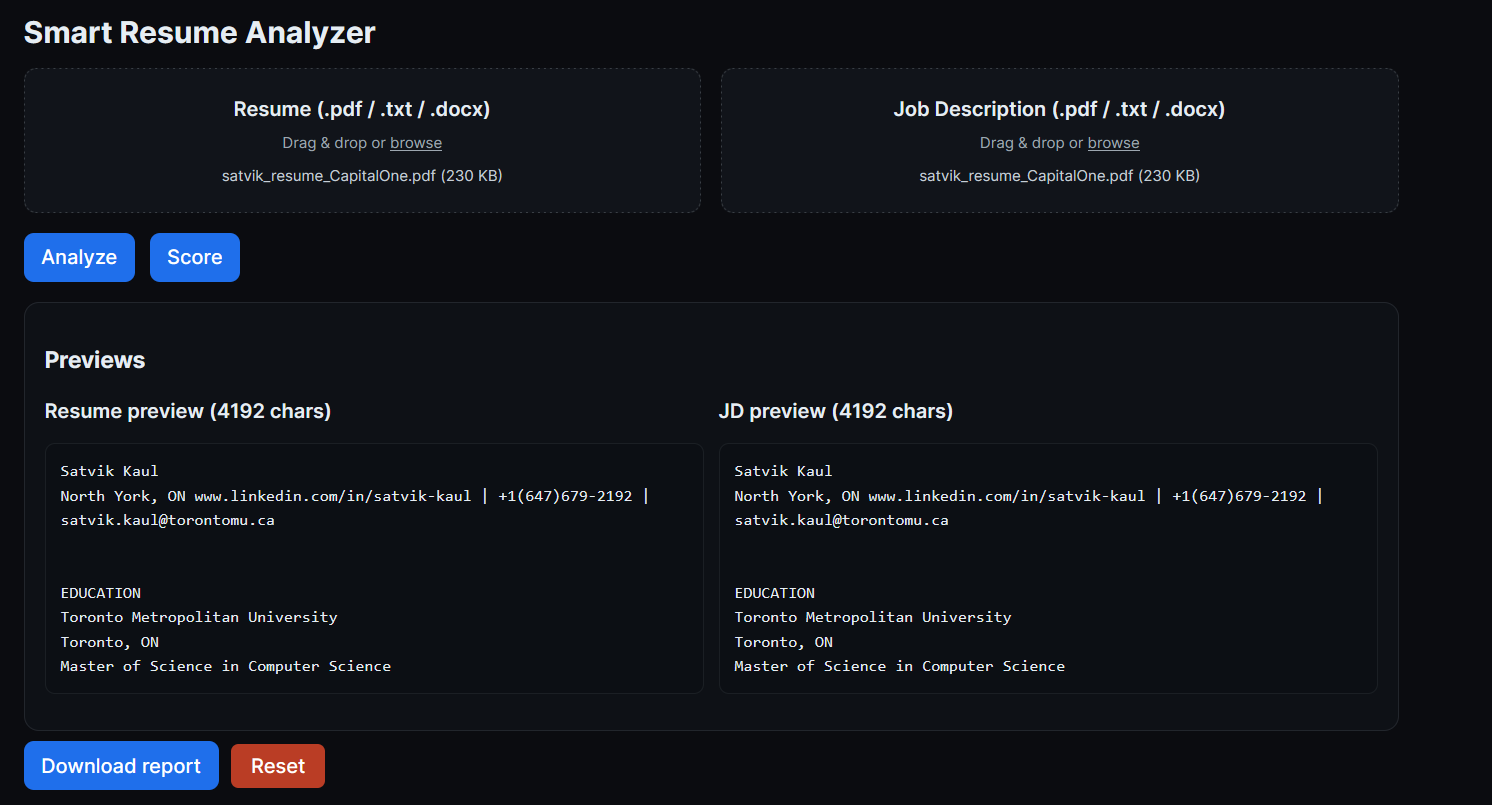 Smart Resume Analyzer
Resume (.pdf / .txt / .docx)
Drag & drop or browse
satvik_resume_CapitalOne.pdf (230 KB)
Job Description (.pdf / .txt / .docx)
Drag & drop or browse
satvik_resume_CapitalOne.pdf (230 KB)
Analyze
Score
Previews
Resume preview (4192 chars)
Satvik Kaul
North York, ON www.linkedin.com/in/satvik-kaul | +1(647)679-2192 |
satvik.kaul@torontomu.ca
EDUCATION
Toronto Metropolitan University
Toronto, ON
Master of Science in Computer Science
JD preview (4192 chars)
Satvik Kaul
North York, ON www.linkedin.com/in/satvik-kaul | +1(647)679-2192 |
satvik.kaul@torontomu.ca
EDUCATION
Toronto Metropolitan University
Toronto, ON
Master of Science in Computer Science
Download report
Reset